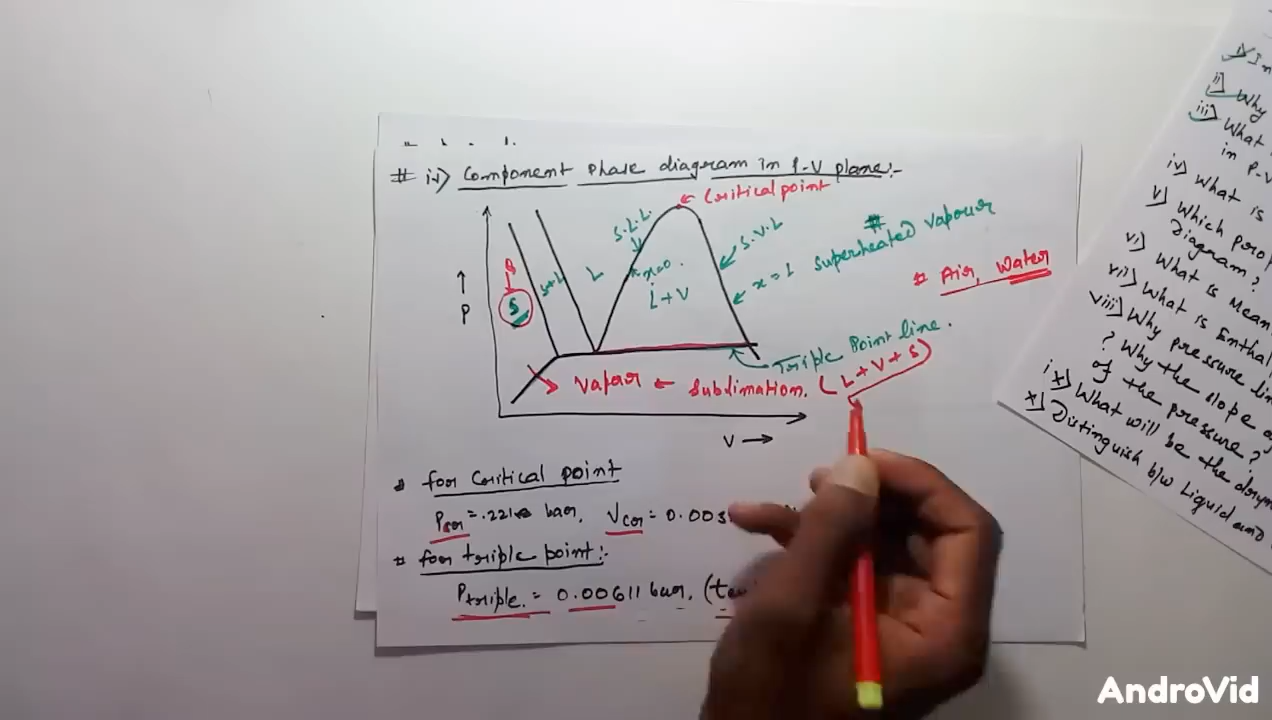 # iv) Component phase diagram in P-V plane:-
Critical point
S.L.L.
S.V.L
# superheated vapour
x=0
x = 1
S
S+L
L
L+V
P
# Air, Water
Triple Point line.
(L+V+S)
Vapour ← Sublimation.
V →
for Critical point
Pcr = .221 bar, Vcr = 0.003
for triple point:-
Ptriple = 0.00611 bar,
i) In
ii) Why
iii) What
in P-V
iv) What is
v) Which prop
Diagram?
vi) What is Mean
vii) What is Enthal
viii) Why pressure lin
? Why the slope o
of the pressure?
ix) What will be the
x) Distinguish b/w Liquid and
AndroVid